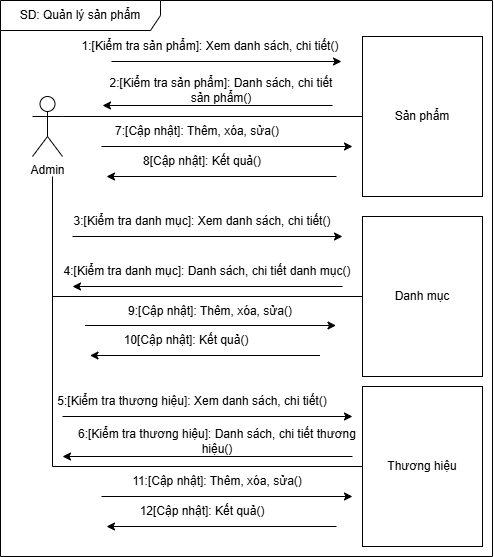 SD: Quản lý sản phẩm
1:[Kiểm tra sản phẩm]: Xem danh sách, chi tiết()
2:[Kiểm tra sản phẩm]: Danh sách, chi tiết
sản phẩm()
Sản phẩm
7:[Cập nhật]: Thêm, xóa, sửa()
8[Cập nhật]: Kết quả()
Admin
3:[Kiểm tra danh mục]: Xem danh sách, chi tiết()
4:[Kiểm tra danh mục]: Danh sách, chi tiết danh mục()
Danh mục
9:[Cập nhật]: Thêm, xóa, sửa()
10[Cập nhật]: Kết quả()
5:[Kiểm tra thương hiệu]: Xem danh sách, chi tiết()
6:[Kiểm tra thương hiệu]: Danh sách, chi tiết thương
hiệu()
Thương hiệu
11:[Cập nhật]: Thêm, xóa, sửa()
12[Cập nhật]: Kết quả()